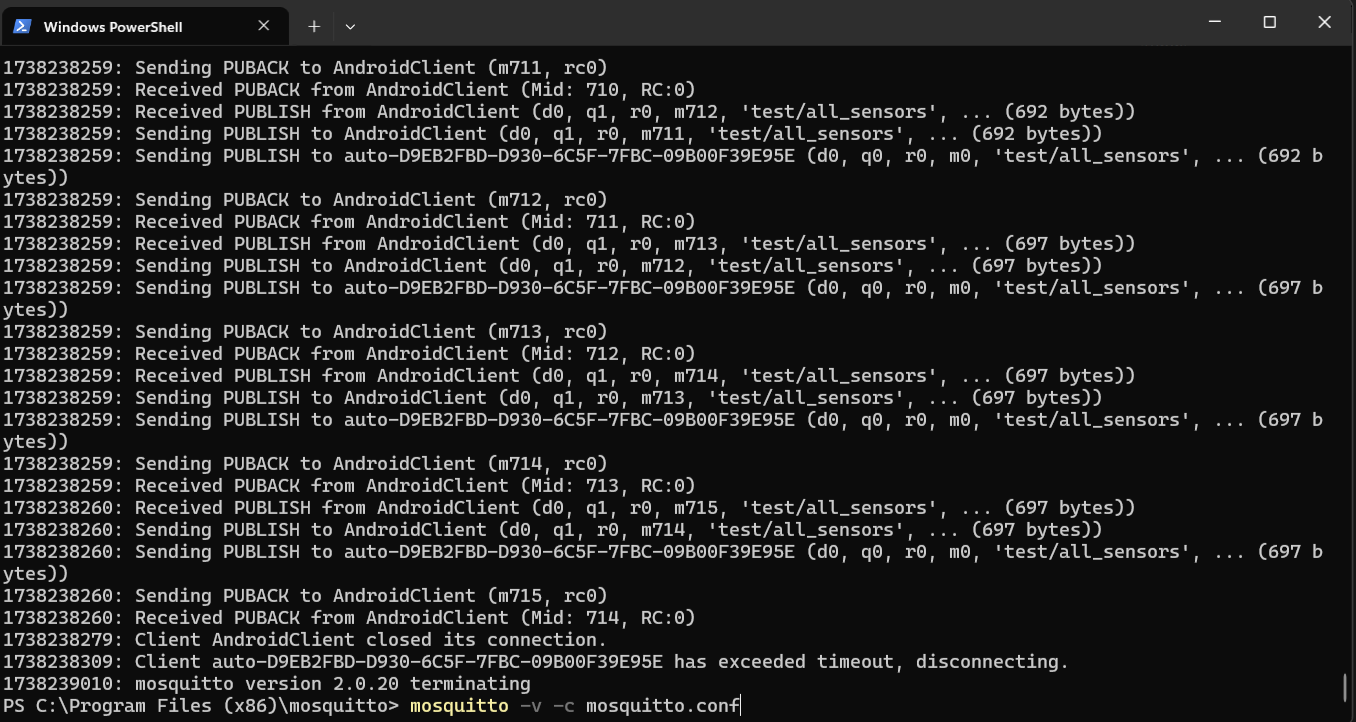 Windows PowerShell
1738238259: Sending PUBACK to AndroidClient (m711, rc0)
1738238259: Received PUBACK from AndroidClient (Mid: 710, RC:0)
1738238259: Received PUBLISH from AndroidClient (d0, q1, r0, m712, 'test/all_sensors', ... (692 bytes))
1738238259: Sending PUBLISH to AndroidClient (d0, q1, r0, m711, 'test/all_sensors', ... (692 bytes))
1738238259: Sending PUBLISH to auto-D9EB2FBD-D930-6C5F-7FBC-09B00F39E95E (d0, q0, r0, m0, 'test/all_sensors', ... (692 b
ytes))
1738238259: Sending PUBACK to AndroidClient (m712, rc0)
1738238259: Received PUBACK from AndroidClient (Mid: 711, RC:0)
1738238259: Received PUBLISH from AndroidClient (d0, q1, r0, m713, 'test/all_sensors', ... (697 bytes))
1738238259: Sending PUBLISH to AndroidClient (d0, q1, r0, m712, 'test/all_sensors', ... (697 bytes))
1738238259: Sending PUBLISH to auto-D9EB2FBD-D930-6C5F-7FBC-09B00F39E95E (d0, q0, r0, m0, 'test/all_sensors', ... (697 b
ytes))
1738238259: Sending PUBACK to AndroidClient (m713, rc0)
1738238259: Received PUBACK from AndroidClient (Mid: 712, RC:0)
1738238259: Received PUBLISH from AndroidClient (d0, q1, r0, m714, 'test/all_sensors', ... (697 bytes))
1738238259: Sending PUBLISH to AndroidClient (d0, q1, r0, m713, 'test/all_sensors', ... (697 bytes))
1738238259: Sending PUBLISH to auto-D9EB2FBD-D930-6C5F-7FBC-09B00F39E95E (d0, q0, r0, m0, 'test/all_sensors', ... (697 b
ytes))
1738238259: Sending PUBACK to AndroidClient (m714, rc0)
1738238259: Received PUBACK from AndroidClient (Mid: 713, RC:0)
1738238260: Received PUBLISH from AndroidClient (d0, q1, r0, m715, 'test/all_sensors', ... (697 bytes))
1738238260: Sending PUBLISH to AndroidClient (d0, q1, r0, m714, 'test/all_sensors', ... (697 bytes))
1738238260: Sending PUBLISH to auto-D9EB2FBD-D930-6C5F-7FBC-09B00F39E95E (d0, q0, r0, m0, 'test/all_sensors', ... (697 b
ytes))
1738238260: Sending PUBACK to AndroidClient (m715, rc0)
1738238260: Received PUBACK from AndroidClient (Mid: 714, RC:0)
1738238279: Client AndroidClient closed its connection.
1738238309: Client auto-D9EB2FBD-D930-6C5F-7FBC-09B00F39E95E has exceeded timeout, disconnecting.
1738239010: mosquitto version 2.0.20 terminating
PS C:\Program Files (x86)\mosquitto> mosquitto -v -c mosquitto.conf